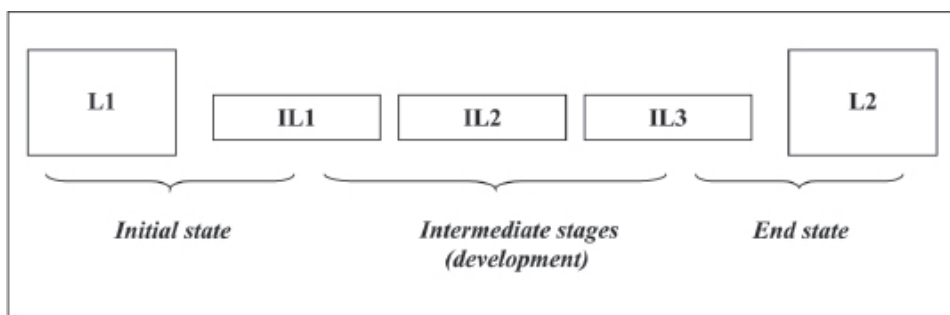 L1
IL1
IL2
IL3
L2
Initial state
Intermediate stages
(development)
End state